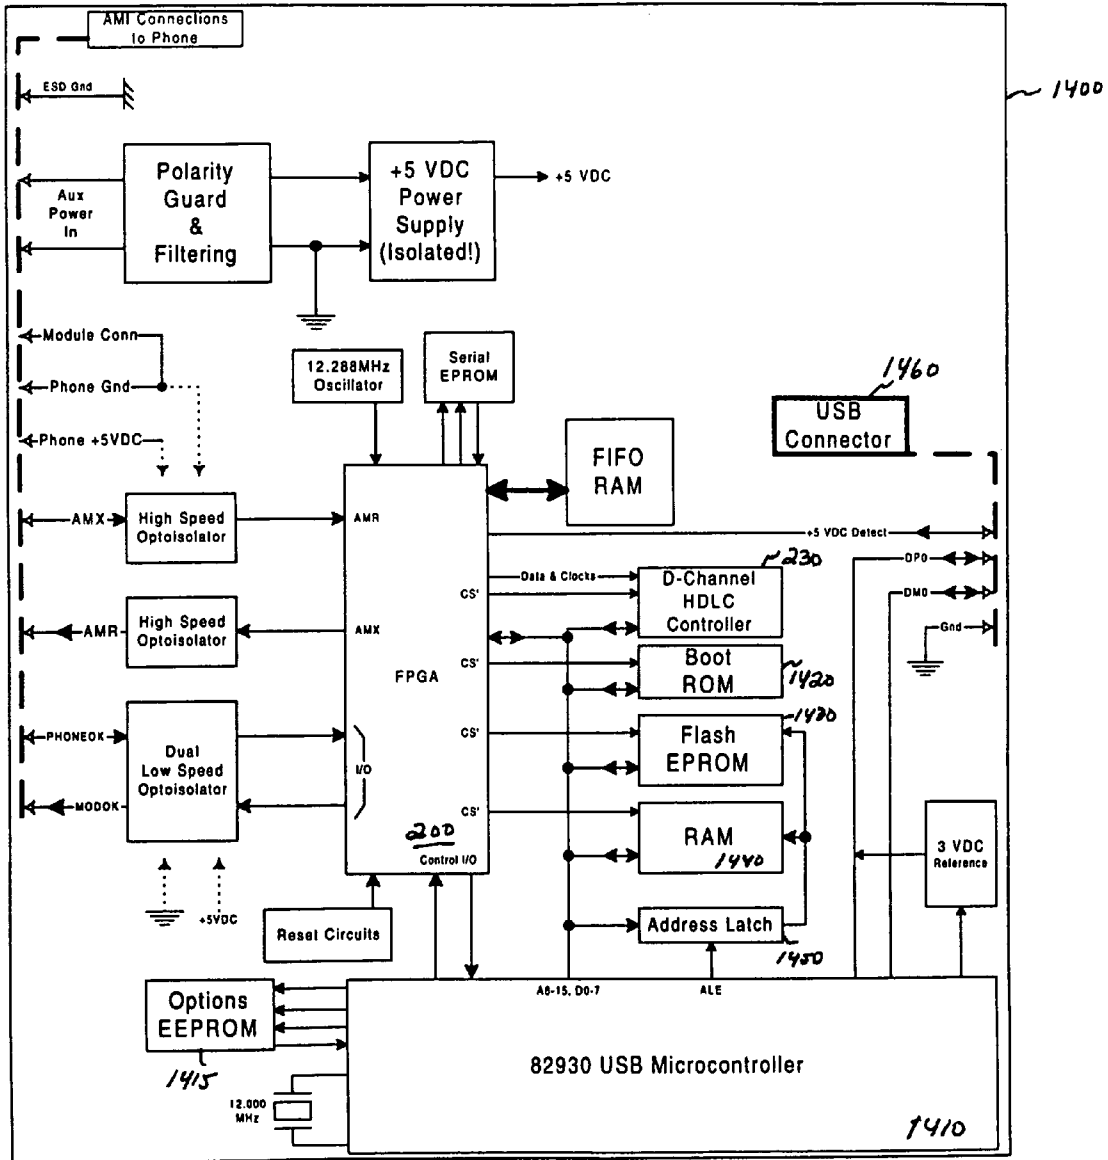 AMI Connections
to Phone
ESD Gnd
1400
Polarity
Guard
&
Filtering
+5 VDC
Power
Supply
(Isolated!)
+5 VDC
Aux
Power
In
Module Conn
Phone Gnd
Phone +5VDC
12.288MHz
Oscillator
Serial
EPROM
FIFO
RAM
1460
USB
Connector
AMX
High Speed
Optoisolator
AMR
+5 VDC Detect
Data & Clocks
230
DP0
CS'
D-Channel
HDLC
Controller
DM0
AMR
High Speed
Optoisolator
AMX
Gnd
FPGA
CS'
Boot
ROM
1420
PHONEOK
Dual
Low Speed
Optoisolator
I/O
CS'
Flash
EPROM
1430
MODOK
CS'
RAM
1440
200
Control I/O
3 VDC
Reference
+5VDC
Reset Circuits
Address Latch
1450
Options
EEPROM
1415
A8-15, D0-7
ALE
82930 USB Microcontroller
12.000
MHz
1410